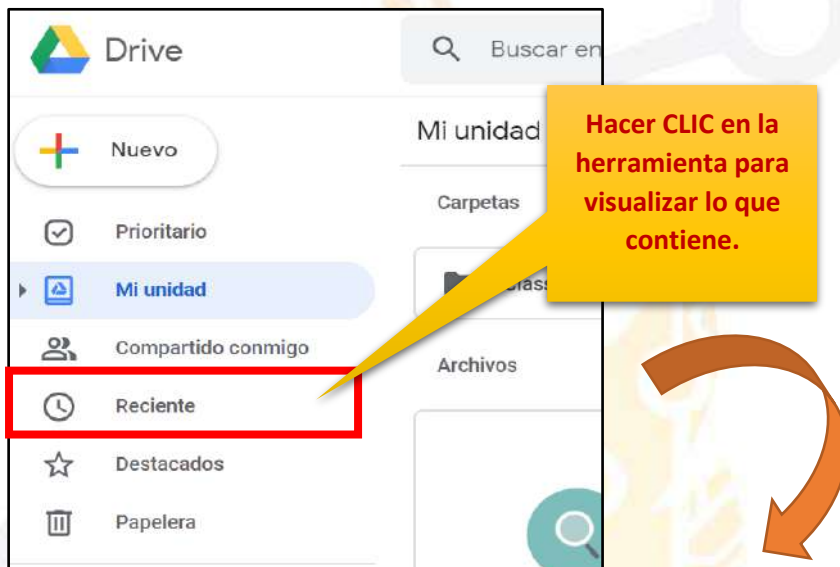 Drive
Buscar en
Nuevo
Mi unidad
Hacer CLIC en la
herramienta para
visualizar lo que
contiene.
Carpetas
Prioritario
Mi unidad
Class
Compartido conmigo
Archivos
Reciente
Destacados
Papelera